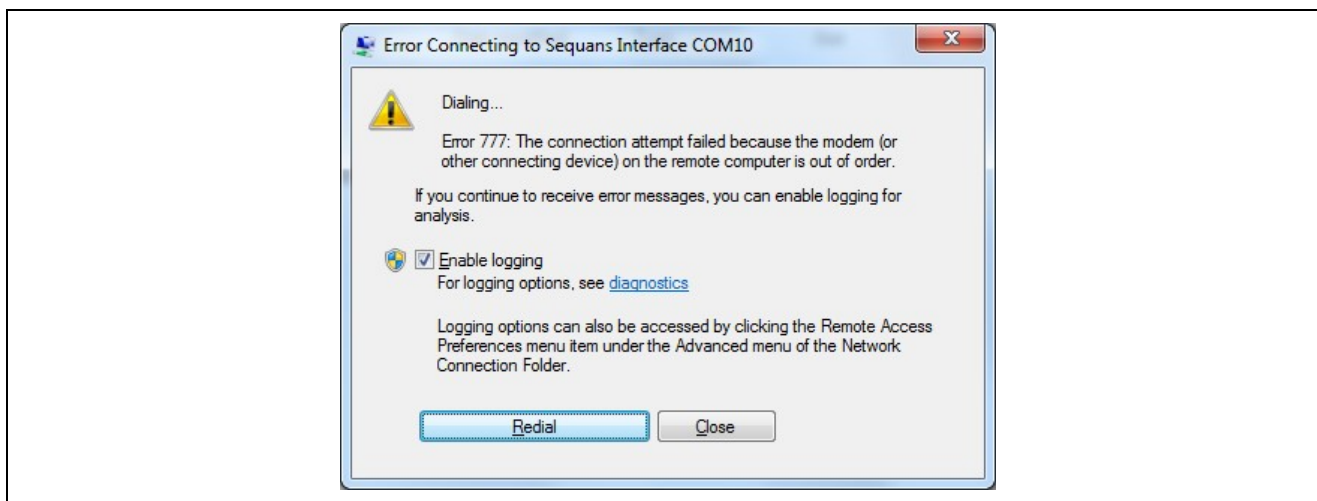 Error Connecting to Sequans Interface COM10
Dialing...
Error 777: The connection attempt failed because the modem (or
other connecting device) on the remote computer is out of order.
If you continue to receive error messages, you can enable logging for
analysis.
Enable logging
For logging options, see diagnostics
Logging options can also be accessed by clicking the Remote Access
Preferences menu item under the Advanced menu of the Network
Connection Folder.
Redial Close